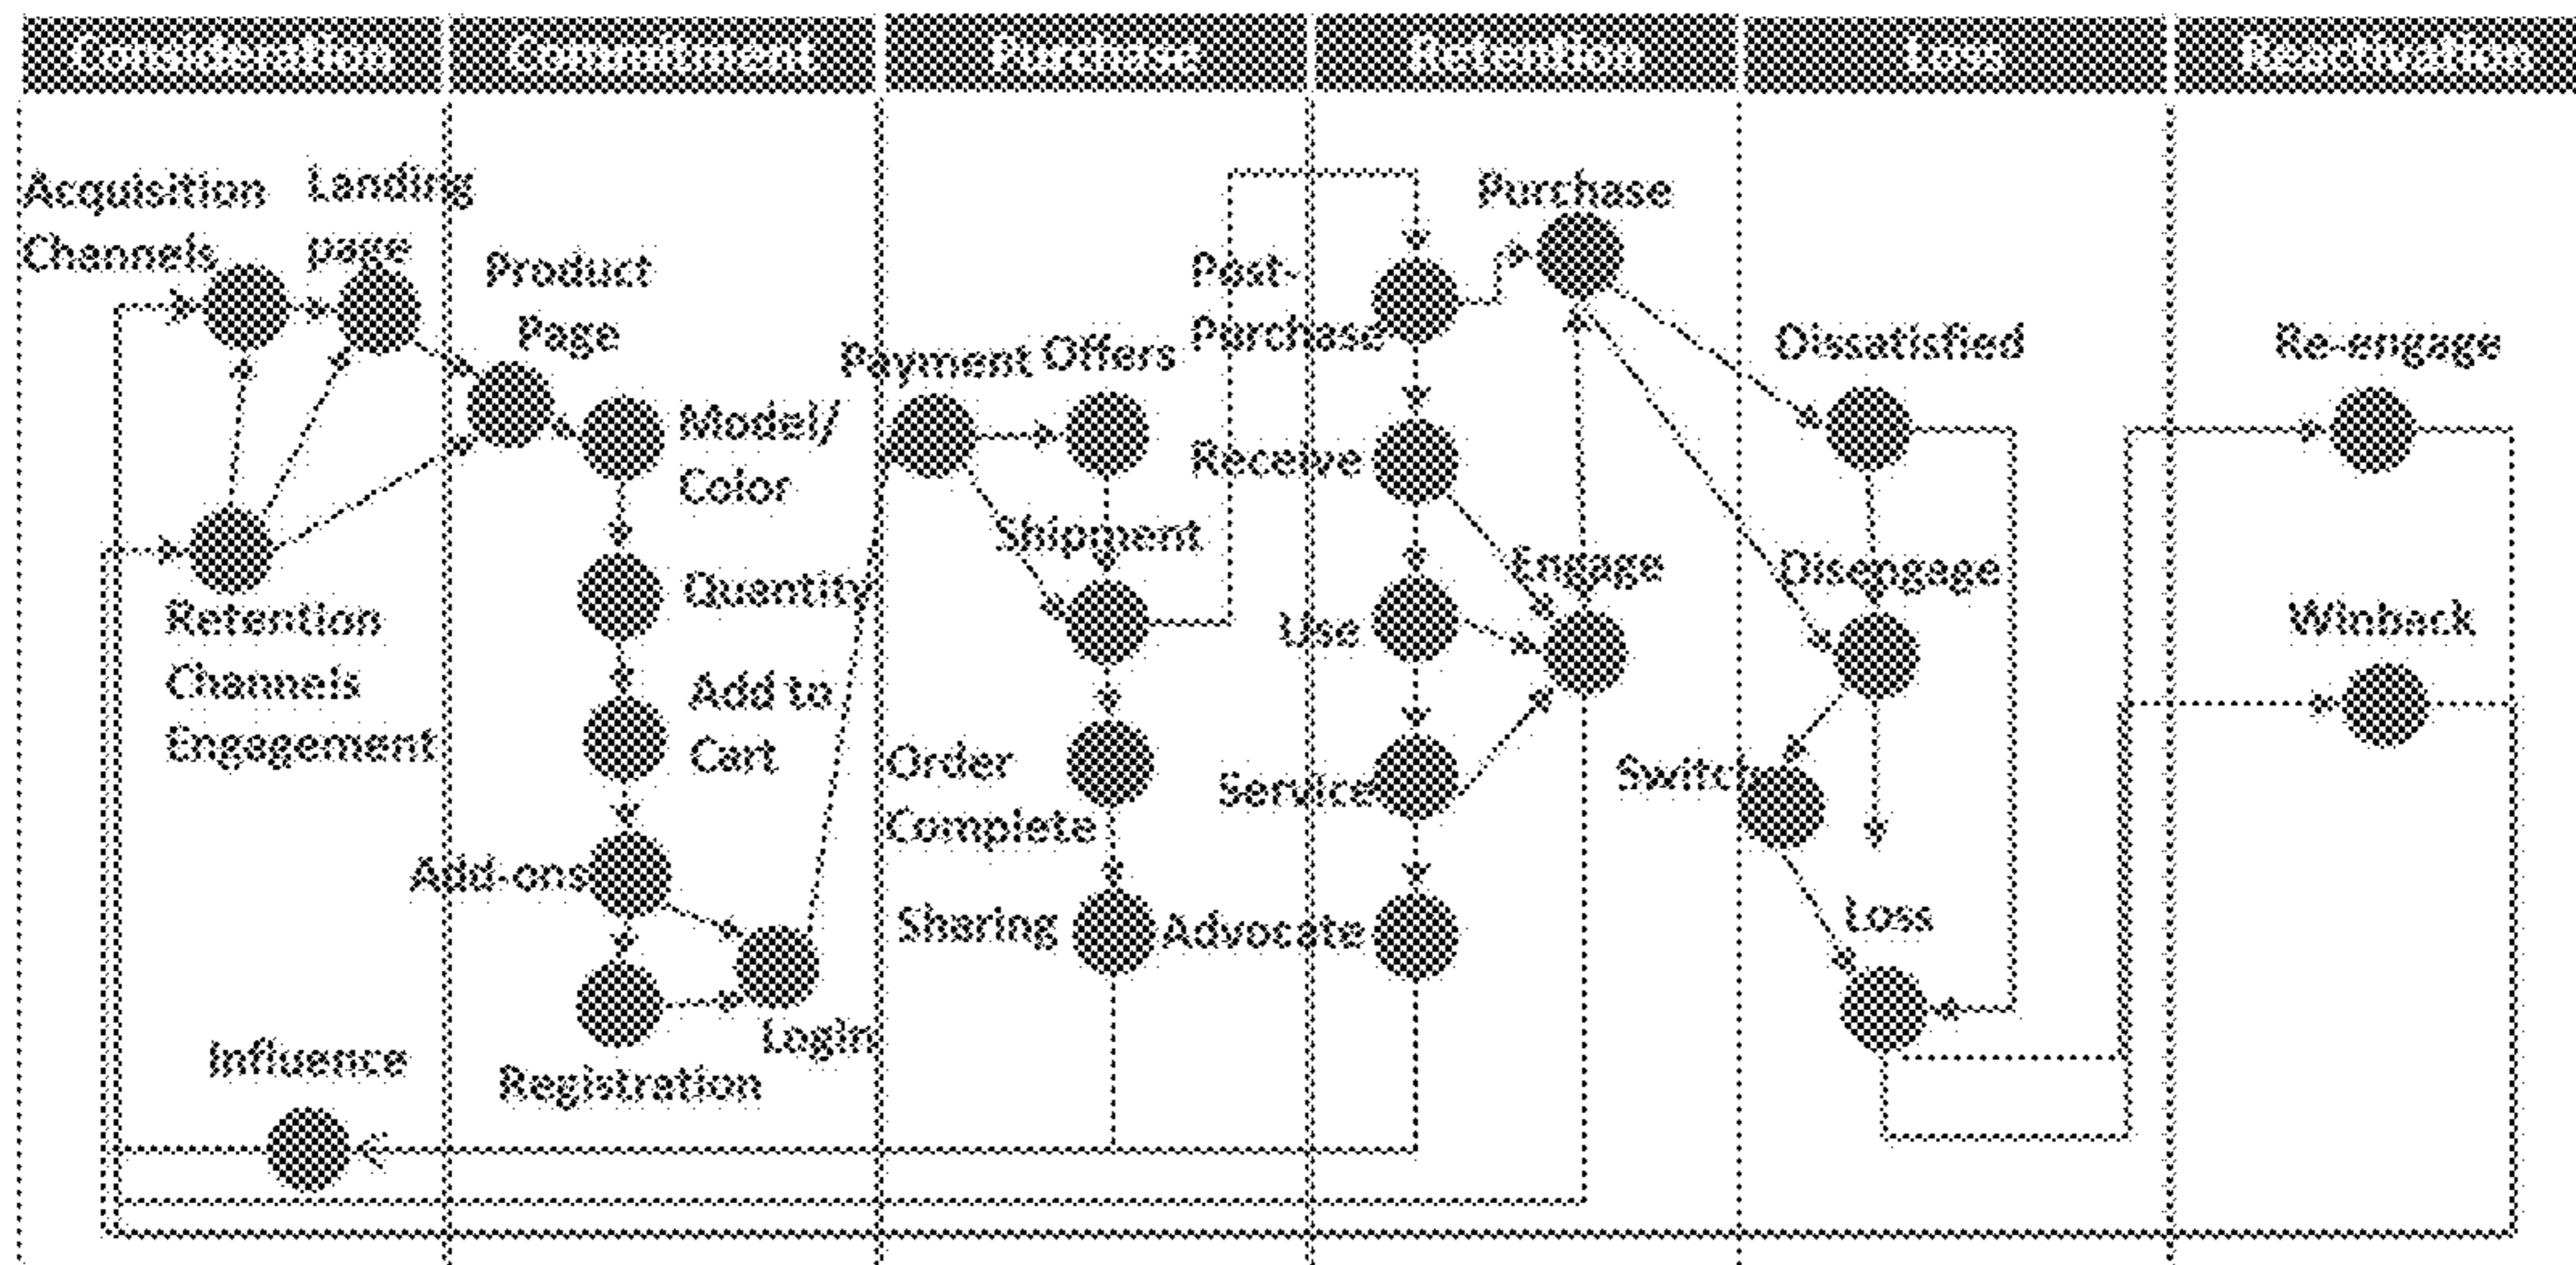 Consideration
Commitment
Purchase
Retention
Loss
Reactivation
Acquisition
Channels
Landing
page
Retention
Channels
Engagement
Influence
Product
Page
Model/
Color
Quantity
Add to
Cart
Add-ons
Registration
Login
Payment
Offers
Shipment
Order
Complete
Sharing
Post-
Purchase
Receive
Use
Service
Advocate
Purchase
Engage
Dissatisfied
Disengage
Switch
Loss
Re-engage
Winback